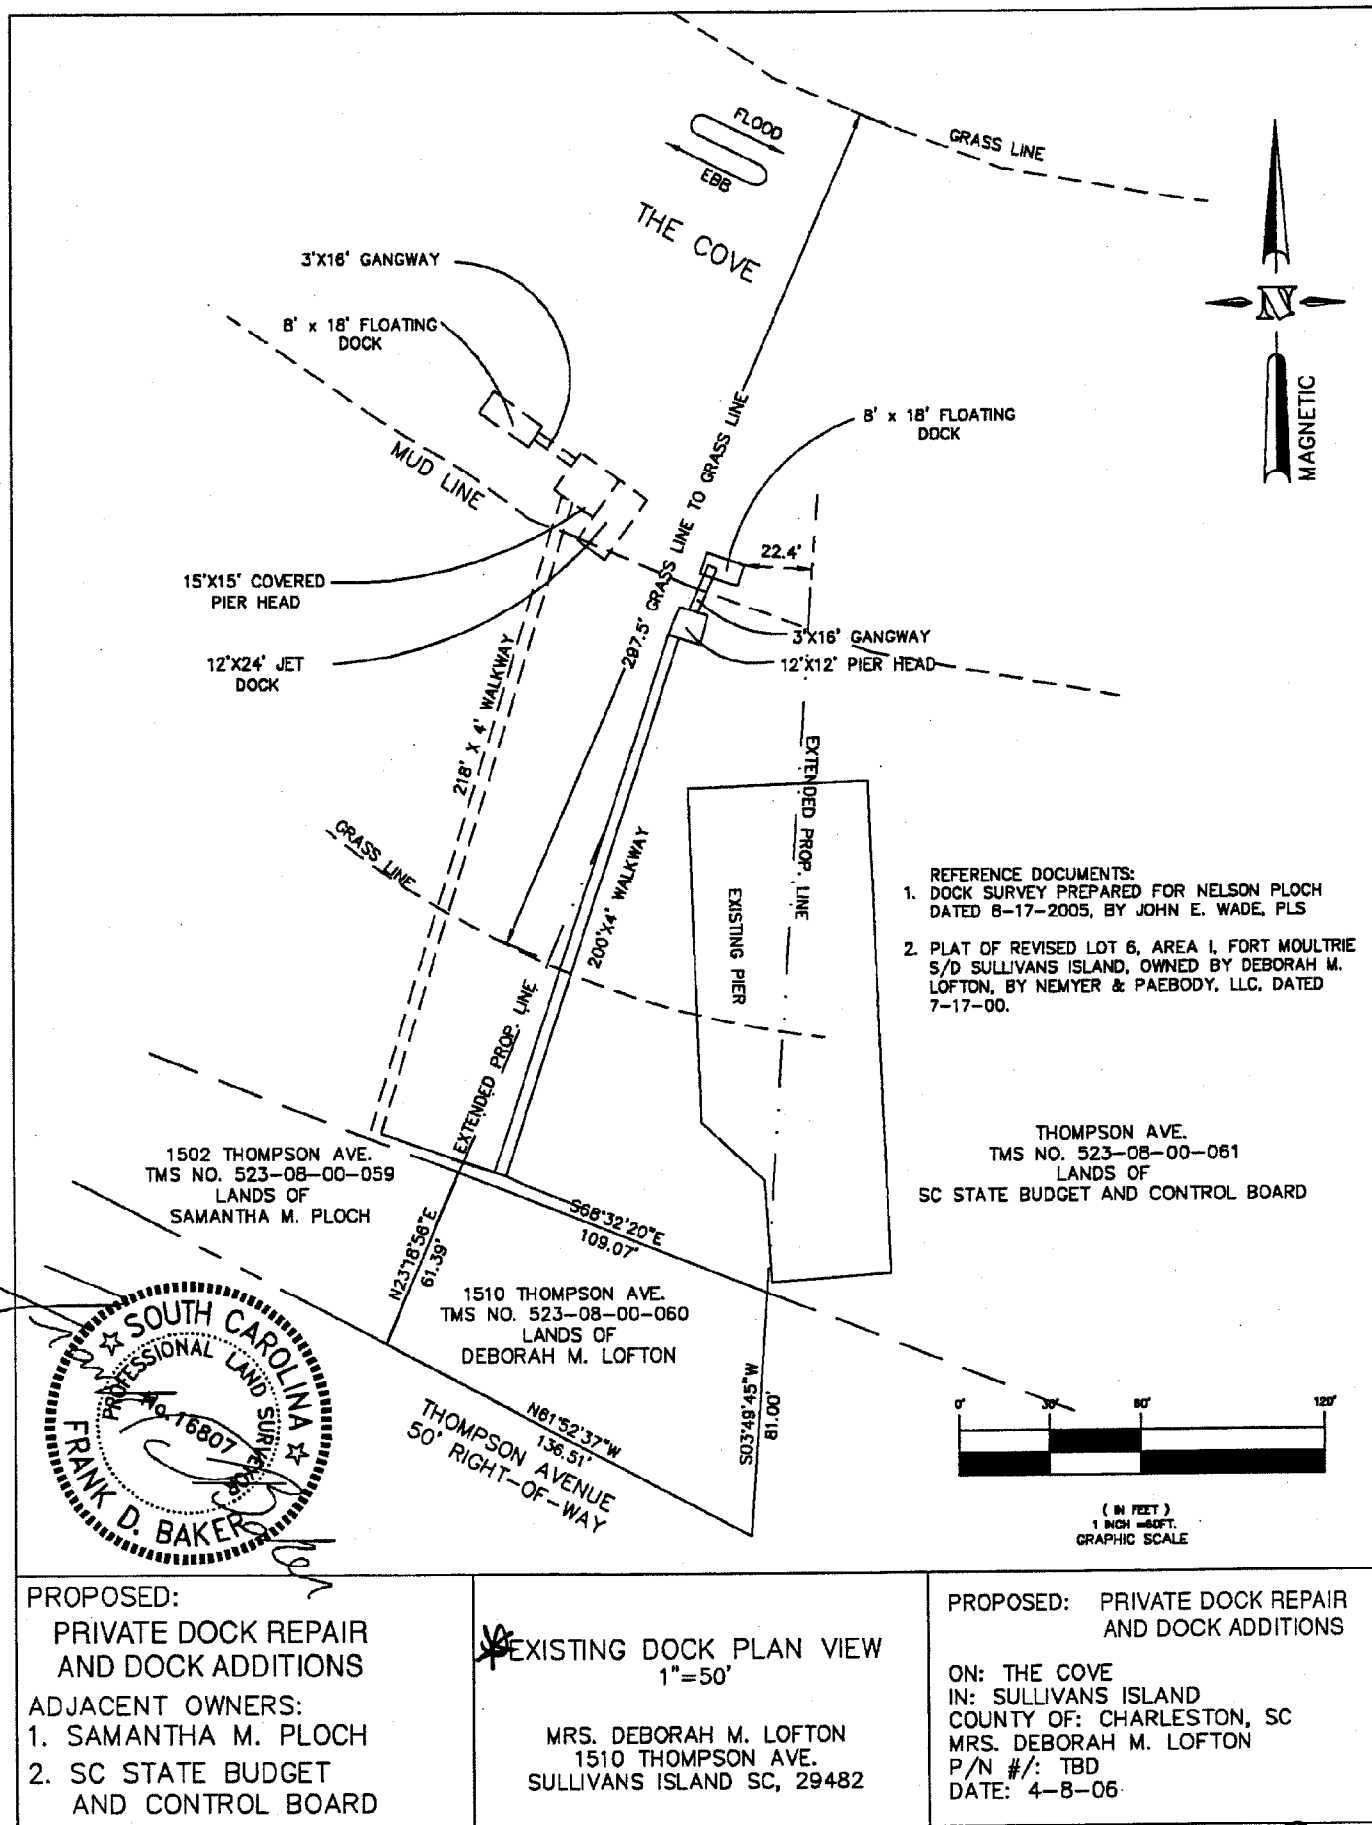 FLOOD
EBB
GRASS LINE
THE COVE
3'X16' GANGWAY
8' x 18' FLOATING
DOCK
N
MAGNETIC
MUD LINE
297.5' GRASS LINE TO GRASS LINE
8' x 18' FLOATING
DOCK
22.4'
15'X15' COVERED
PIER HEAD
3'X16' GANGWAY
12'X12' PIER HEAD
12'X24' JET
DOCK
218' X 4' WALKWAY
EXTENDED PROP. LINE
GRASS LINE
200'X4' WALKWAY
EXISTING PIER
REFERENCE DOCUMENTS:
1. DOCK SURVEY PREPARED FOR NELSON PLOCH
DATED 6-17-2005, BY JOHN E. WADE, PLS
2. PLAT OF REVISED LOT 6, AREA I, FORT MOULTRIE
S/D SULLIVANS ISLAND, OWNED BY DEBORAH M.
LOFTON, BY NEMYER & PAEBODY, LLC, DATED
7-17-00.
EXTENDED PROP. LINE
THOMPSON AVE.
TMS NO. 523-08-00-061
LANDS OF
SC STATE BUDGET AND CONTROL BOARD
1502 THOMPSON AVE.
TMS NO. 523-08-00-059
LANDS OF
SAMANTHA M. PLOCH
S68°32'20"E
109.07'
N23°18'58"E
61.39'
1510 THOMPSON AVE.
TMS NO. 523-08-00-060
LANDS OF
DEBORAH M. LOFTON
S03°49'45"W
81.00'
N61°52'37"W
136.51'
THOMPSON AVENUE
50' RIGHT-OF-WAY
SOUTH CAROLINA
PROFESSIONAL LAND SURVEYOR
No. 16807
FRANK D. BAKER
0' 30' 60' 120'
( IN FEET )
1 INCH =60FT.
GRAPHIC SCALE
PROPOSED:
PRIVATE DOCK REPAIR
AND DOCK ADDITIONS
ADJACENT OWNERS:
1. SAMANTHA M. PLOCH
2. SC STATE BUDGET
AND CONTROL BOARD
EXISTING DOCK PLAN VIEW
1"=50'
MRS. DEBORAH M. LOFTON
1510 THOMPSON AVE.
SULLIVANS ISLAND SC, 29482
PROPOSED: PRIVATE DOCK REPAIR
AND DOCK ADDITIONS
ON: THE COVE
IN: SULLIVANS ISLAND
COUNTY OF: CHARLESTON, SC
MRS. DEBORAH M. LOFTON
P/N #/: TBD
DATE: 4-8-06